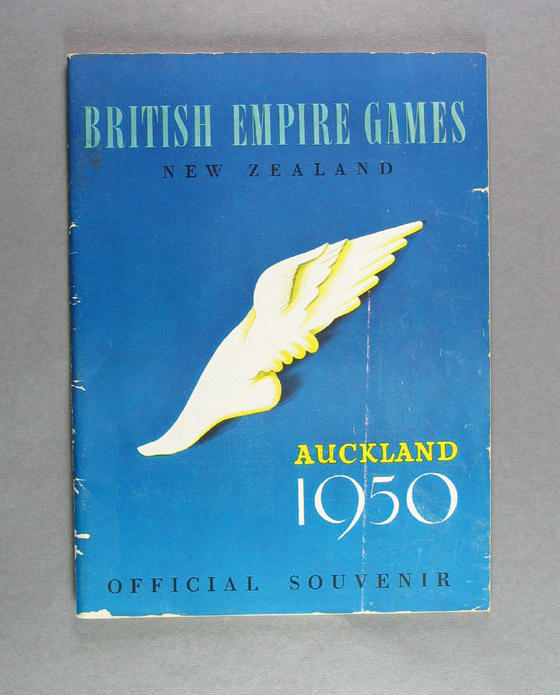 BRITISH EMPIRE GAMES
NEW ZEALAND
AUCKLAND
1950
OFFICIAL SOUVENIR